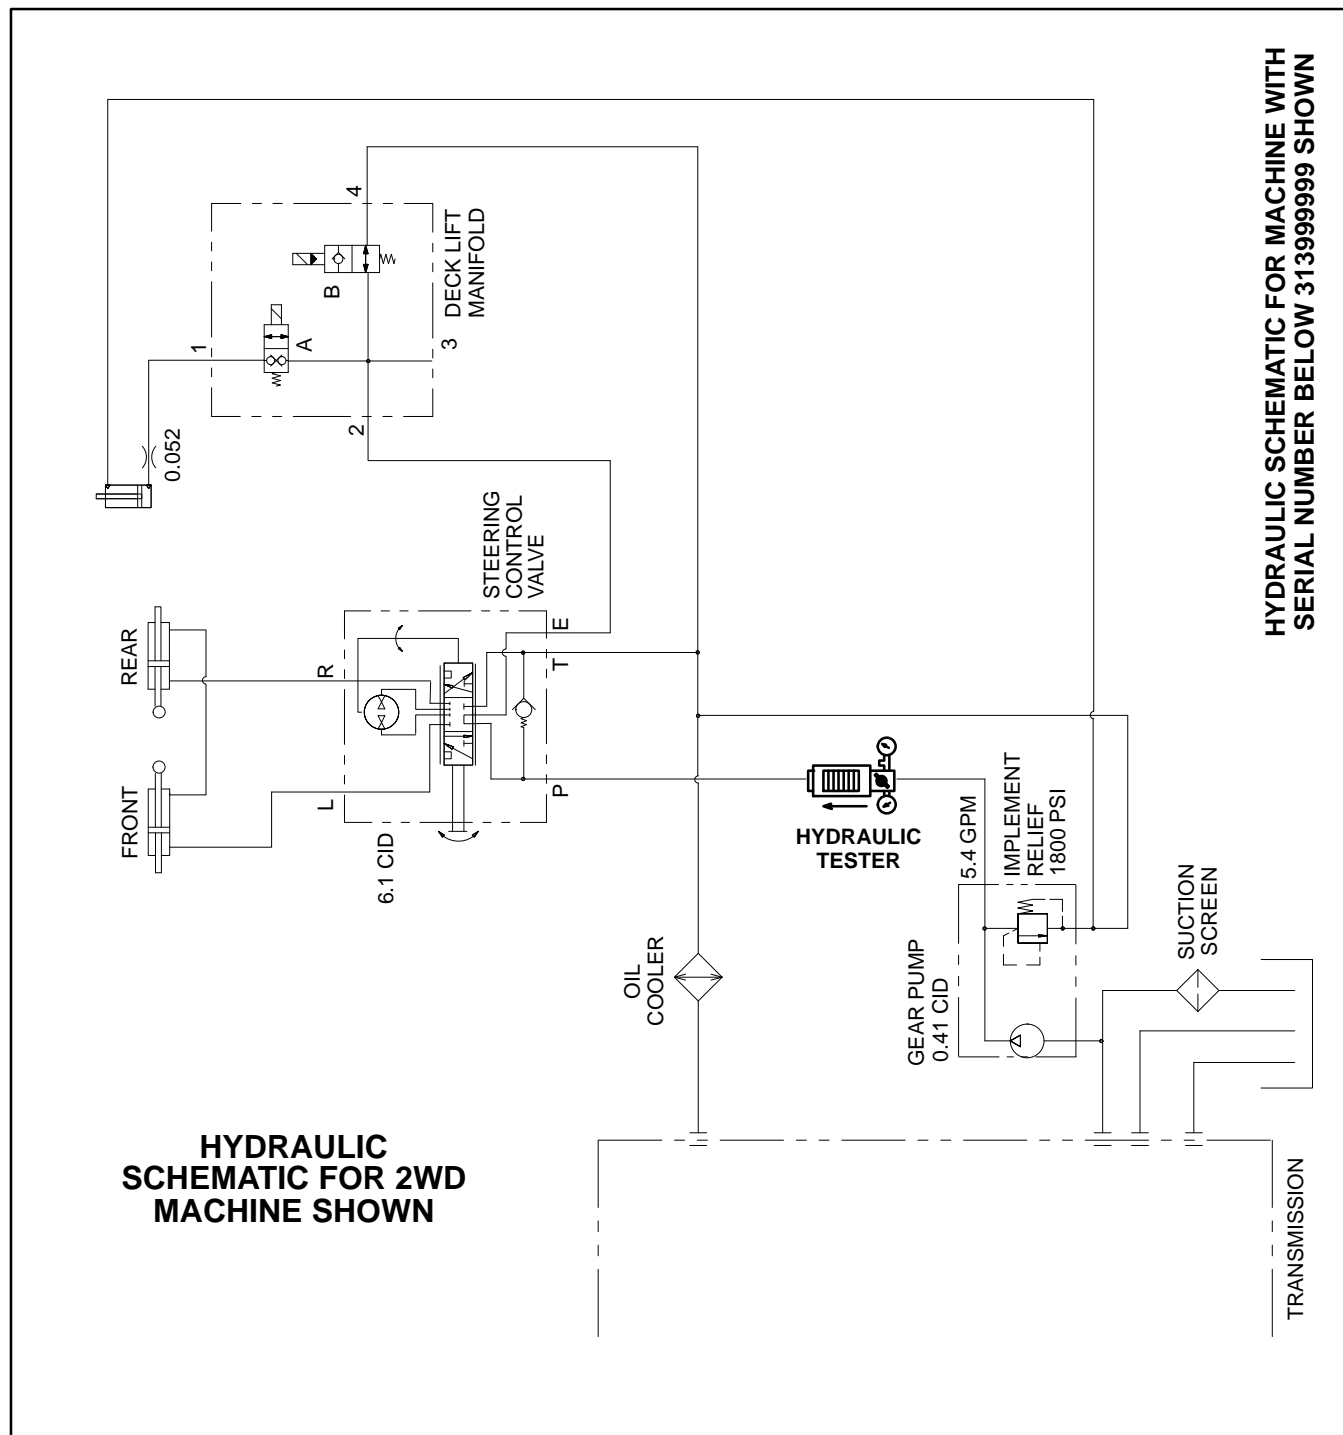 HYDRAULIC SCHEMATIC FOR MACHINE WITH
SERIAL NUMBER BELOW 313999999 SHOWN
4
DECK LIFT
MANIFOLD
B
A
1
3
2
0.052
STEERING
CONTROL
VALVE
REAR
R
E
T
FRONT
L
P
6.1 CID
HYDRAULIC
TESTER
5.4 GPM
IMPLEMENT
RELIEF
1800 PSI
SUCTION
SCREEN
OIL
COOLER
GEAR PUMP
0.41 CID
HYDRAULIC
SCHEMATIC FOR 2WD
MACHINE SHOWN
TRANSMISSION